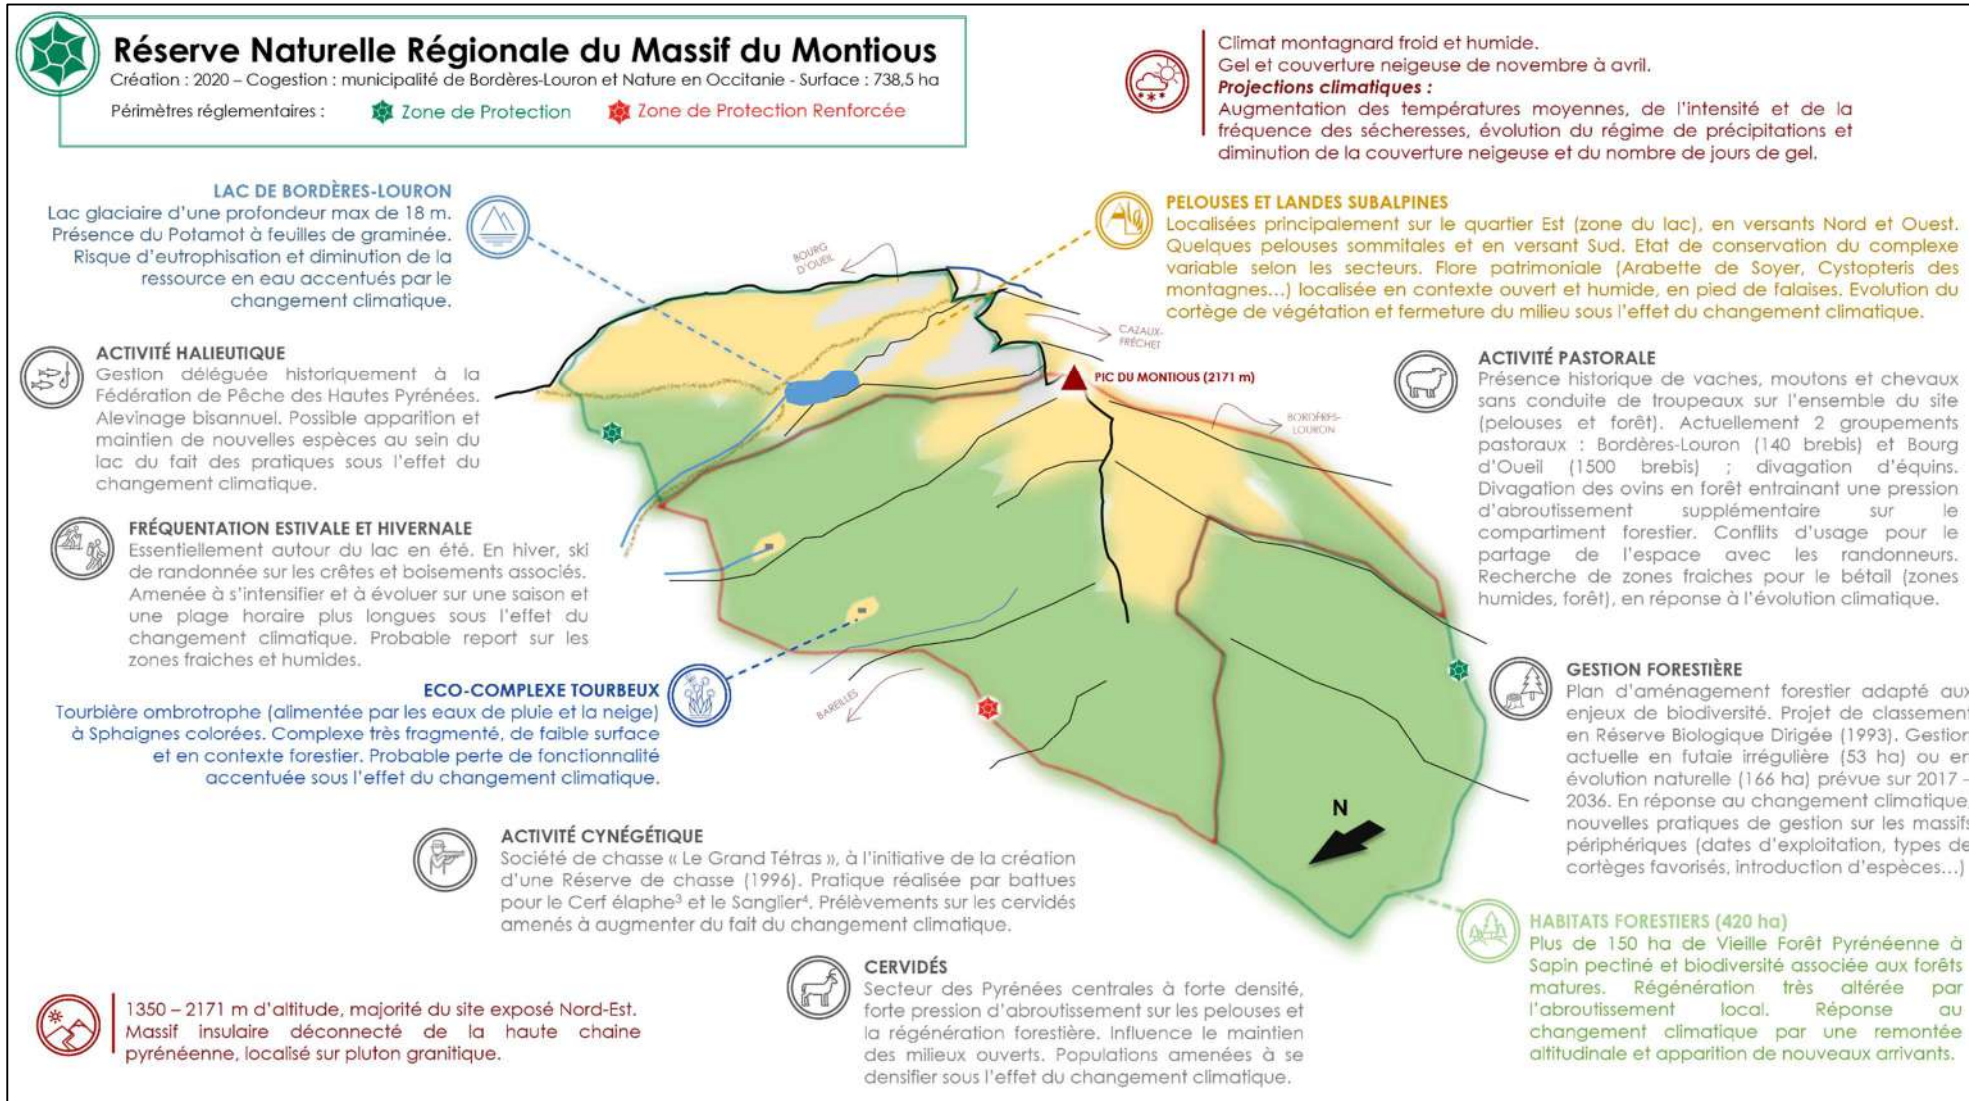 Réserve Naturelle Régionale du Massif du Montious
Création : 2020 – Cogestion : municipalité de Bordères-Louron et Nature en Occitanie - Surface : 738,5 ha
Périmètres réglementaires : Zone de Protection Zone de Protection Renforcée
Climat montagnard froid et humide.
Gel et couverture neigeuse de novembre à avril.
Projections climatiques :
Augmentation des températures moyennes, de l'intensité et de la
fréquence des sécheresses, évolution du régime de précipitations et
diminution de la couverture neigeuse et du nombre de jours de gel.
LAC DE BORDÈRES-LOURON
Lac glaciaire d'une profondeur max de 18 m.
Présence du Potamot à feuilles de graminée.
Risque d'eutrophisation et diminution de la
ressource en eau accentués par le
changement climatique.
PELOUSES ET LANDES SUBALPINES
Localisées principalement sur le quartier Est (zone du lac), en versants Nord et Ouest.
Quelques pelouses sommitales et en versant Sud. Etat de conservation du complexe
variable selon les secteurs. Flore patrimoniale (Arabette de Soyer, Cystopteris des
montagnes...) localisée en contexte ouvert et humide, en pied de falaises. Evolution du
cortège de végétation et fermeture du milieu sous l'effet du changement climatique.
BOURG
D'OUEIL
CAZAUX-
FRÉCHET
PIC DU MONTIOUS (2171 m)
BORDÈRES-
LOURON
ACTIVITÉ HALIEUTIQUE
Gestion déléguée historiquement à la
Fédération de Pêche des Hautes Pyrénées.
Alevinage bisannuel. Possible apparition et
maintien de nouvelles espèces au sein du
lac du fait des pratiques sous l'effet du
changement climatique.
ACTIVITÉ PASTORALE
Présence historique de vaches, moutons et chevaux
sans conduite de troupeaux sur l'ensemble du site
(pelouses et forêt). Actuellement 2 groupements
pastoraux : Bordères-Louron (140 brebis) et Bourg
d'Oueil (1500 brebis) ; divagation d'équins.
Divagation des ovins en forêt entrainant une pression
d'abroutissement supplémentaire sur le
compartiment forestier. Conflits d'usage pour le
partage de l'espace avec les randonneurs.
Recherche de zones fraiches pour le bétail (zones
humides, forêt), en réponse à l'évolution climatique.
FRÉQUENTATION ESTIVALE ET HIVERNALE
Essentiellement autour du lac en été. En hiver, ski
de randonnée sur les crêtes et boisements associés.
Amenée à s'intensifier et à évoluer sur une saison et
une plage horaire plus longues sous l'effet du
changement climatique. Probable report sur les
zones fraiches et humides.
ECO-COMPLEXE TOURBEUX
Tourbière ombrotrophe (alimentée par les eaux de pluie et la neige)
à Sphaignes colorées. Complexe très fragmenté, de faible surface
et en contexte forestier. Probable perte de fonctionnalité
accentuée sous l'effet du changement climatique.
BAREILLES
GESTION FORESTIÈRE
Plan d'aménagement forestier adapté aux
enjeux de biodiversité. Projet de classement
en Réserve Biologique Dirigée (1993). Gestion
actuelle en futaie irrégulière (53 ha) ou en
évolution naturelle (166 ha) prévue sur 2017 –
2036. En réponse au changement climatique,
nouvelles pratiques de gestion sur les massifs
périphériques (dates d'exploitation, types de
cortèges favorisés, introduction d'espèces...)
N
ACTIVITÉ CYNÉGÉTIQUE
Société de chasse « Le Grand Tétras », à l'initiative de la création
d'une Réserve de chasse (1996). Pratique réalisée par battues
pour le Cerf élaphe³ et le Sanglier⁴. Prélèvements sur les cervidés
amenés à augmenter du fait du changement climatique.
HABITATS FORESTIERS (420 ha)
Plus de 150 ha de Vieille Forêt Pyrénéenne à
Sapin pectiné et biodiversité associée aux forêts
matures. Régénération très altérée par
l'abroutissement local. Réponse au
changement climatique par une remontée
altitudinale et apparition de nouveaux arrivants.
CERVIDÉS
Secteur des Pyrénées centrales à forte densité,
forte pression d'abroutissement sur les pelouses et
la régénération forestière. Influence le maintien
des milieux ouverts. Populations amenées à se
densifier sous l'effet du changement climatique.
1350 – 2171 m d'altitude, majorité du site exposé Nord-Est.
Massif insulaire déconnecté de la haute chaine
pyrénéenne, localisé sur pluton granitique.